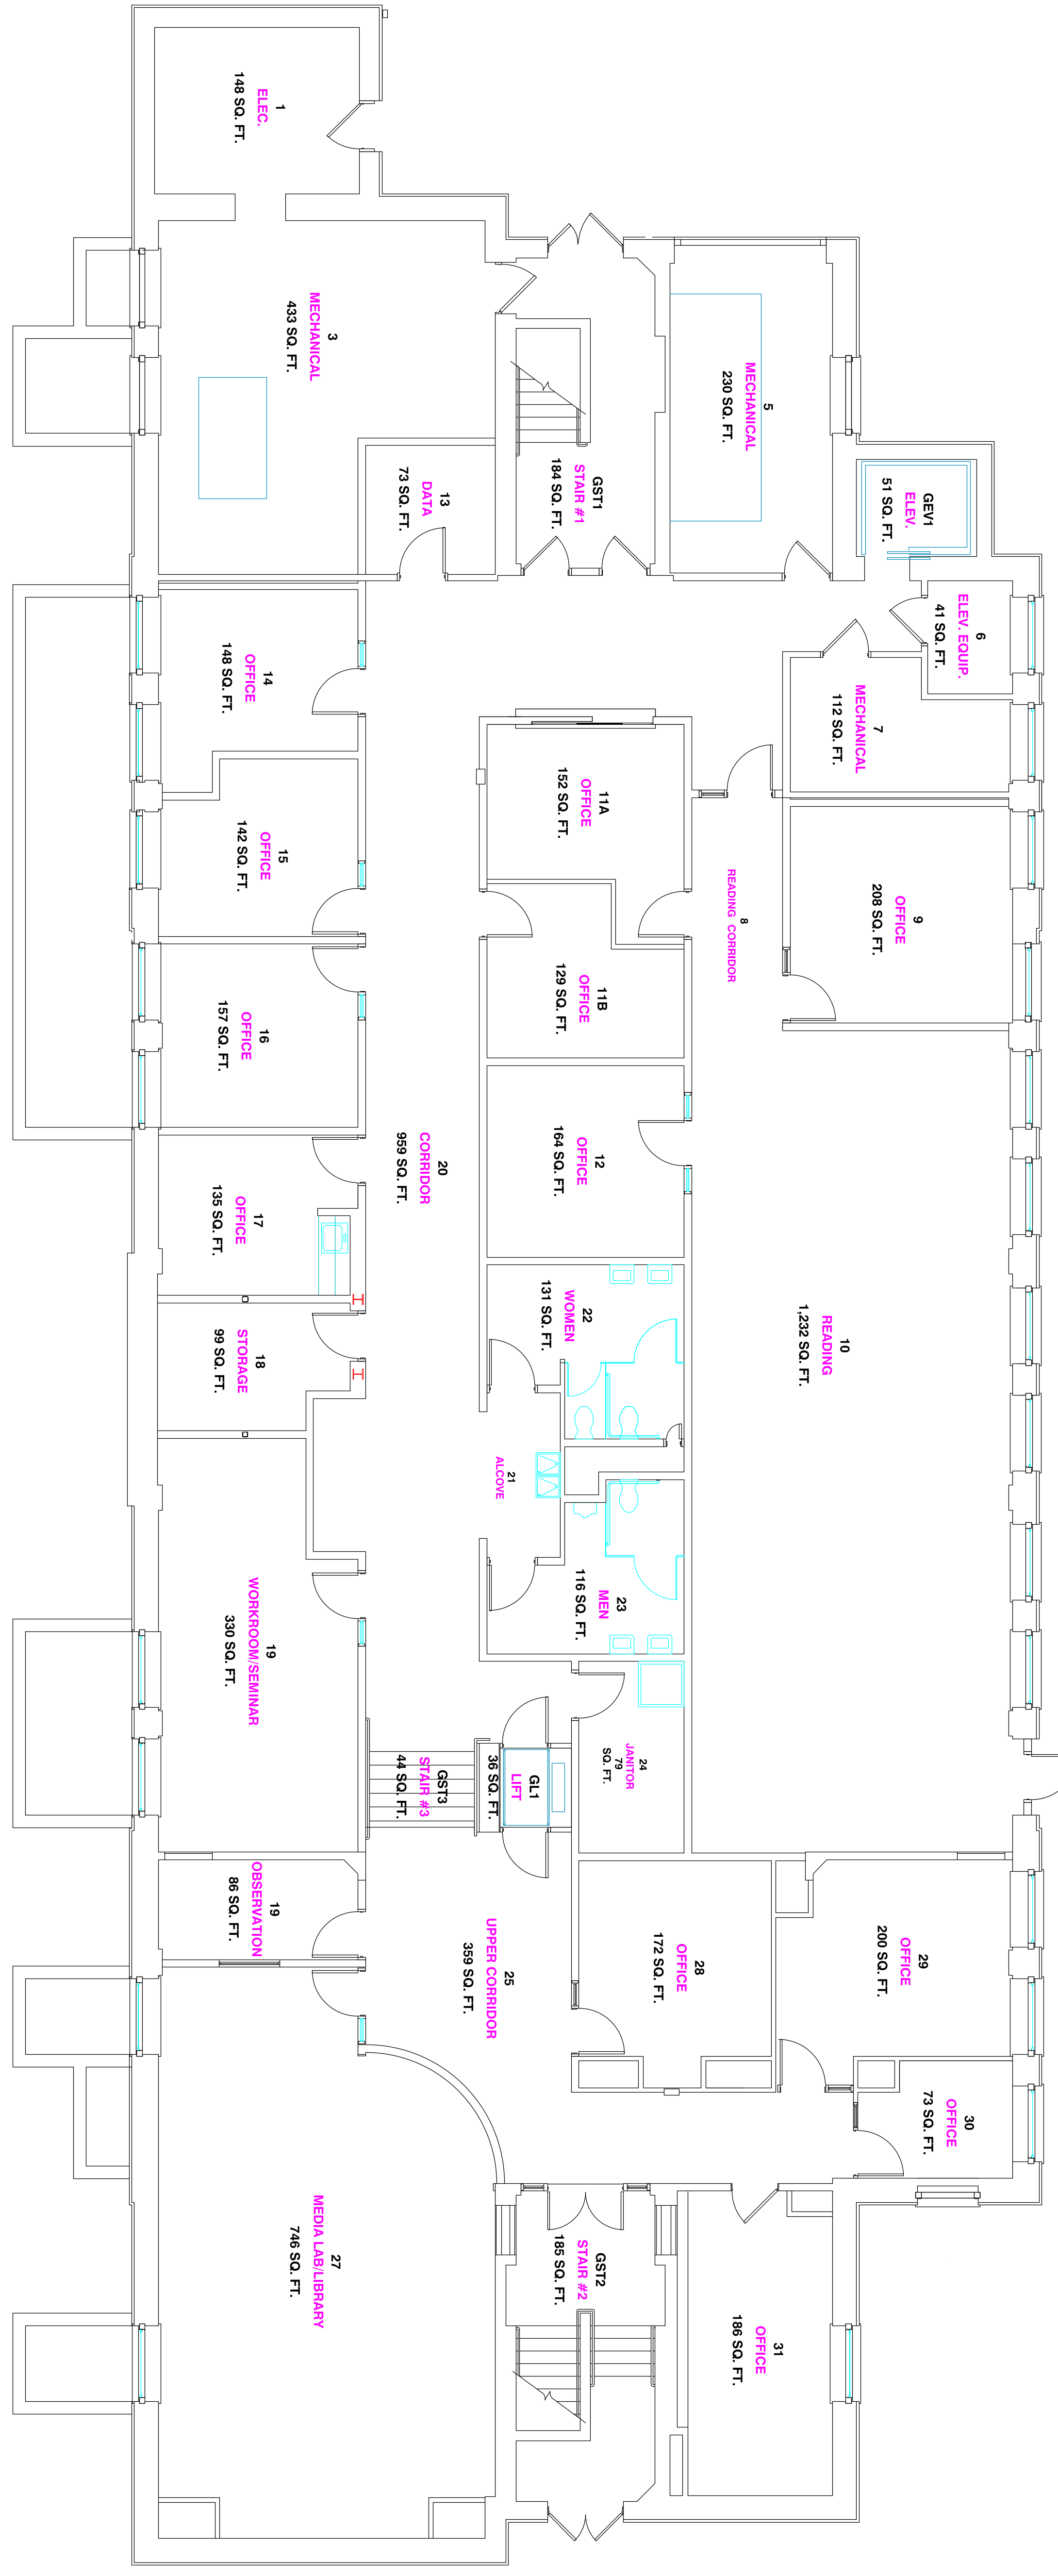 1
ELEC.
148 SQ. FT.
3
MECHANICAL
433 SQ. FT.
5
MECHANICAL
230 SQ. FT.
GST1
STAIR #1
184 SQ. FT.
13
DATA
73 SQ. FT.
GEV1
ELEV.
51 SQ. FT.
6
ELEV. EQUIP.
41 SQ. FT.
7
MECHANICAL
112 SQ. FT.
14
OFFICE
148 SQ. FT.
15
OFFICE
142 SQ. FT.
11A
OFFICE
152 SQ. FT.
8
READING CORRIDOR
9
OFFICE
208 SQ. FT.
16
OFFICE
157 SQ. FT.
11B
OFFICE
129 SQ. FT.
12
OFFICE
164 SQ. FT.
20
CORRIDOR
959 SQ. FT.
17
OFFICE
135 SQ. FT.
10
READING
1,232 SQ. FT.
22
WOMEN
131 SQ. FT.
18
STORAGE
99 SQ. FT.
21
ALCOVE
23
MEN
116 SQ. FT.
19
WORKROOM/SEMINAR
330 SQ. FT.
24
JANITOR
79
SQ. FT.
GL1
LIFT
36 SQ. FT.
GST3
STAIR #3
44 SQ. FT.
19
OBSERVATION
86 SQ. FT.
25
UPPER CORRIDOR
359 SQ. FT.
28
OFFICE
172 SQ. FT.
29
OFFICE
200 SQ. FT.
30
OFFICE
73 SQ. FT.
27
MEDIA LAB/LIBRARY
746 SQ. FT.
GST2
STAIR #2
185 SQ. FT.
31
OFFICE
186 SQ. FT.